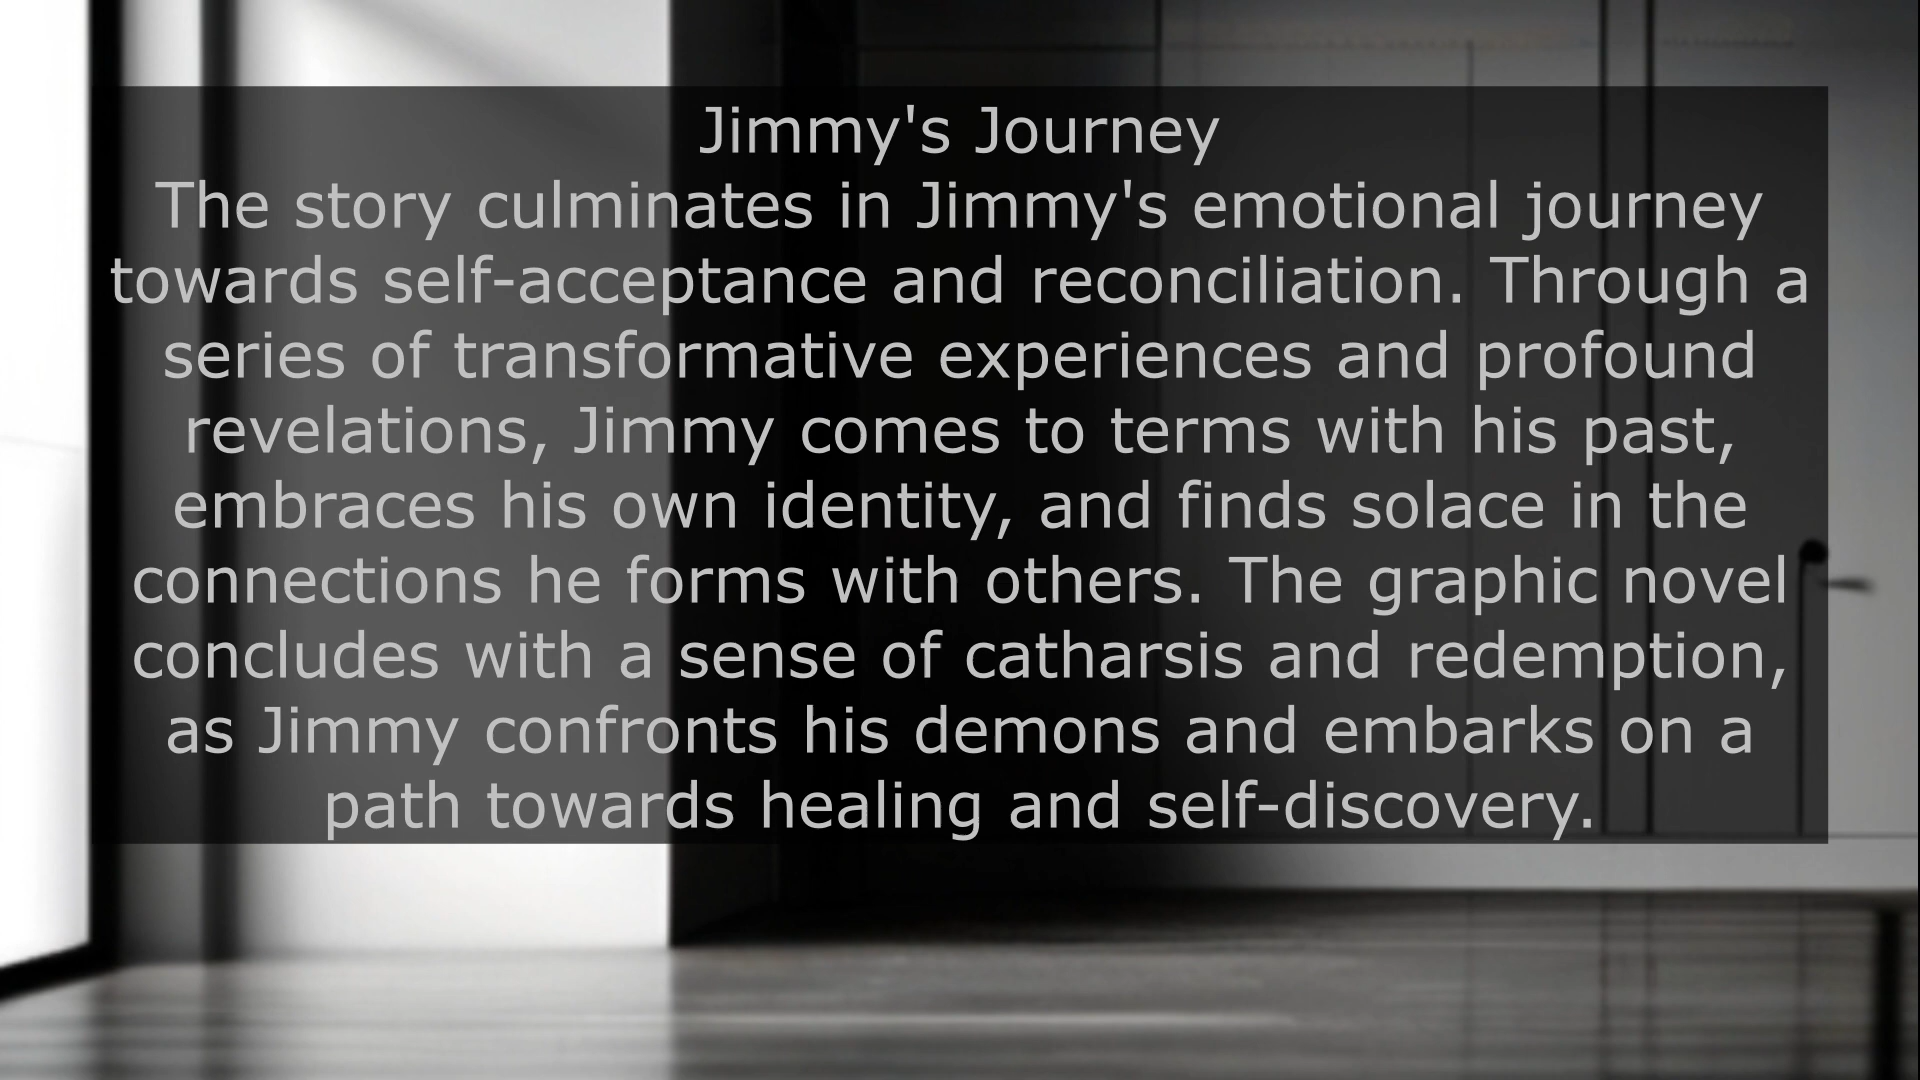 Jimmy's Journey
The story culminates in Jimmy's emotional journey
towards self-acceptance and reconciliation. Through a
series of transformative experiences and profound
revelations, Jimmy comes to terms with his past,
embraces his own identity, and finds solace in the
connections he forms with others. The graphic novel
concludes with a sense of catharsis and redemption,
as Jimmy confronts his demons and embarks on a
path towards healing and self-discovery.